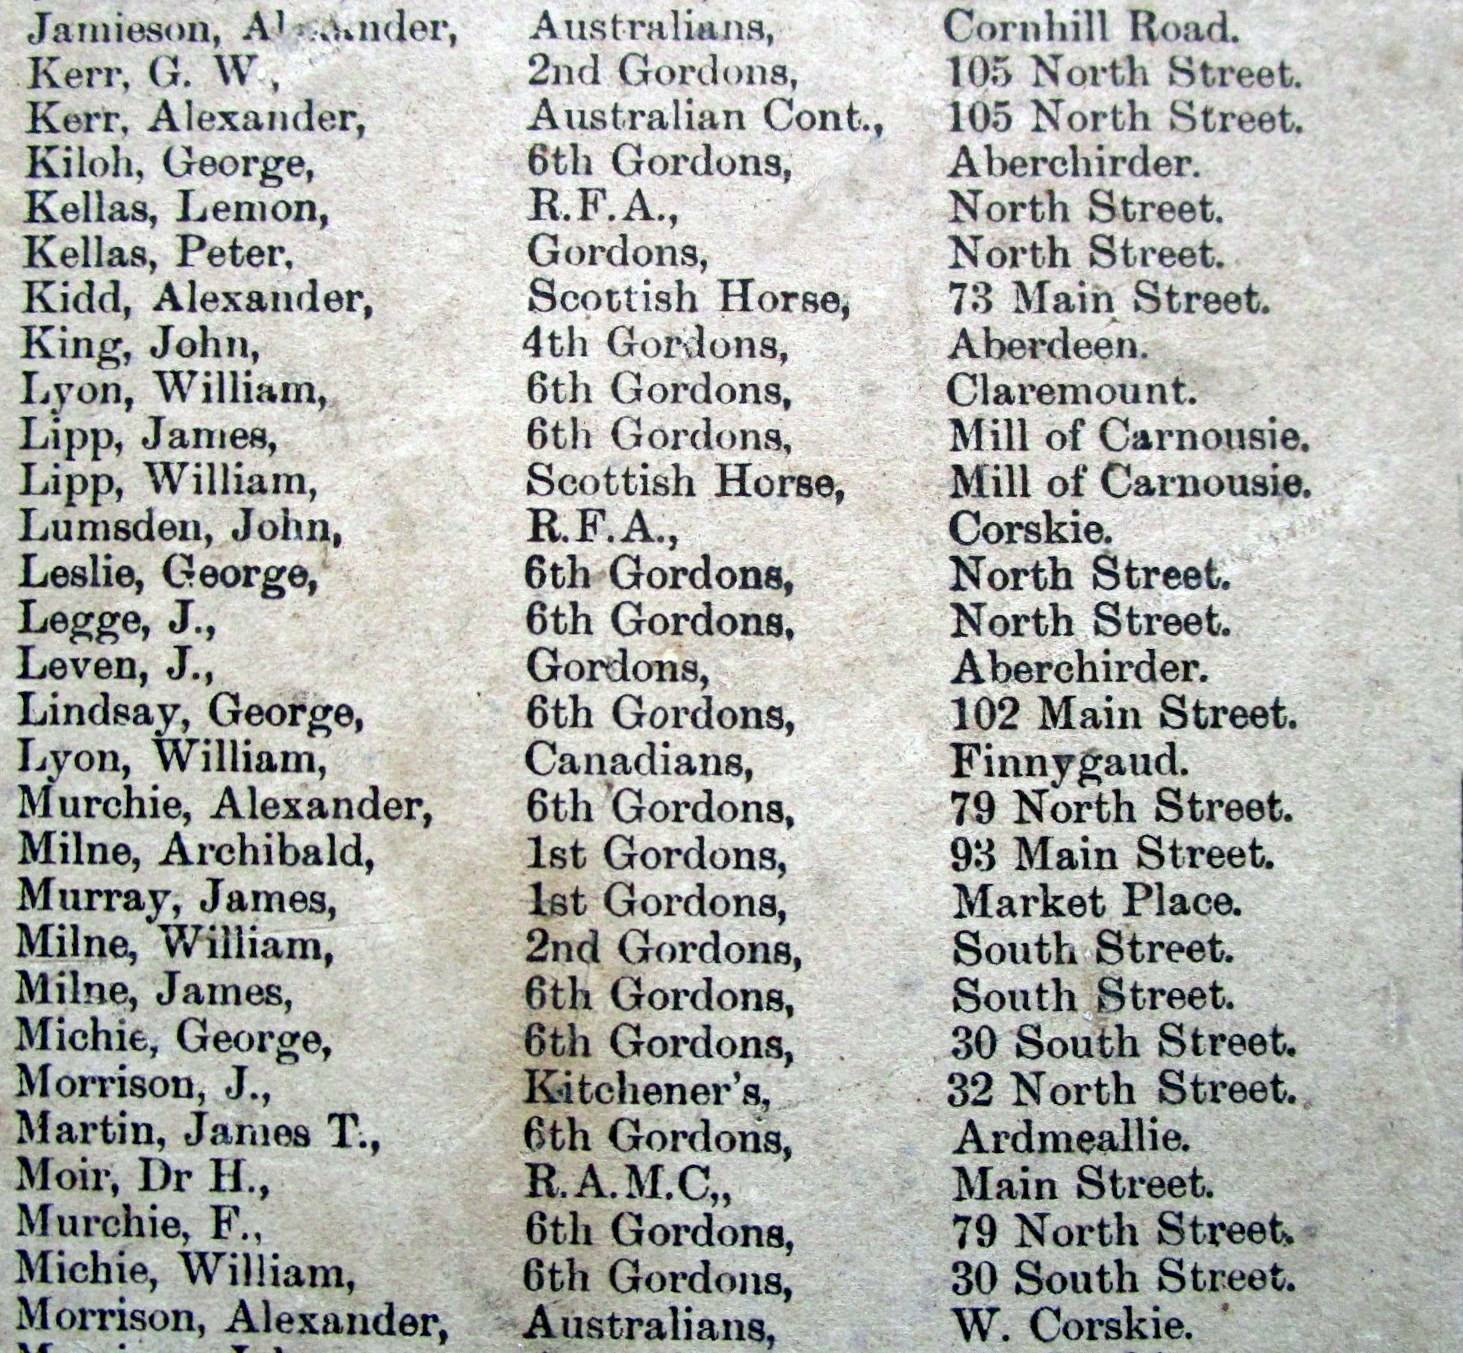 Jamieson, Alexander, Australians, Cornhill Road.
Kerr, G. W., 2nd Gordons, 105 North Street.
Kerr, Alexander, Australian Cont., 105 North Street.
Kiloh, George, 6th Gordons, Aberchirder.
Kellas, Lemon, R.F.A., North Street.
Kellas, Peter, Gordons, North Street.
Kidd, Alexander, Scottish Horse, 73 Main Street.
King, John, 4th Gordons, Aberdeen.
Lyon, William, 6th Gordons, Claremount.
Lipp, James, 6th Gordons, Mill of Carnousie.
Lipp, William, Scottish Horse, Mill of Carnousie.
Lumsden, John, R.F.A., Corskie.
Leslie, George, 6th Gordons, North Street.
Legge, J., 6th Gordons, North Street.
Leven, J., Gordons, Aberchirder.
Lindsay, George, 6th Gordons, 102 Main Street.
Lyon, William, Canadians, Finnygaud.
Murchie, Alexander, 6th Gordons, 79 North Street.
Milne, Archibald, 1st Gordons, 93 Main Street.
Murray, James, 1st Gordons, Market Place.
Milne, William, 2nd Gordons, South Street.
Milne, James, 6th Gordons, South Street.
Michie, George, 6th Gordons, 30 South Street.
Morrison, J., Kitchener's, 32 North Street.
Martin, James T., 6th Gordons, Ardmeallie.
Moir, Dr H., R.A.M.C,, Main Street.
Murchie, F., 6th Gordons, 79 North Street.
Michie, William, 6th Gordons, 30 South Street.
Morrison, Alexander, Australians, W. Corskie.